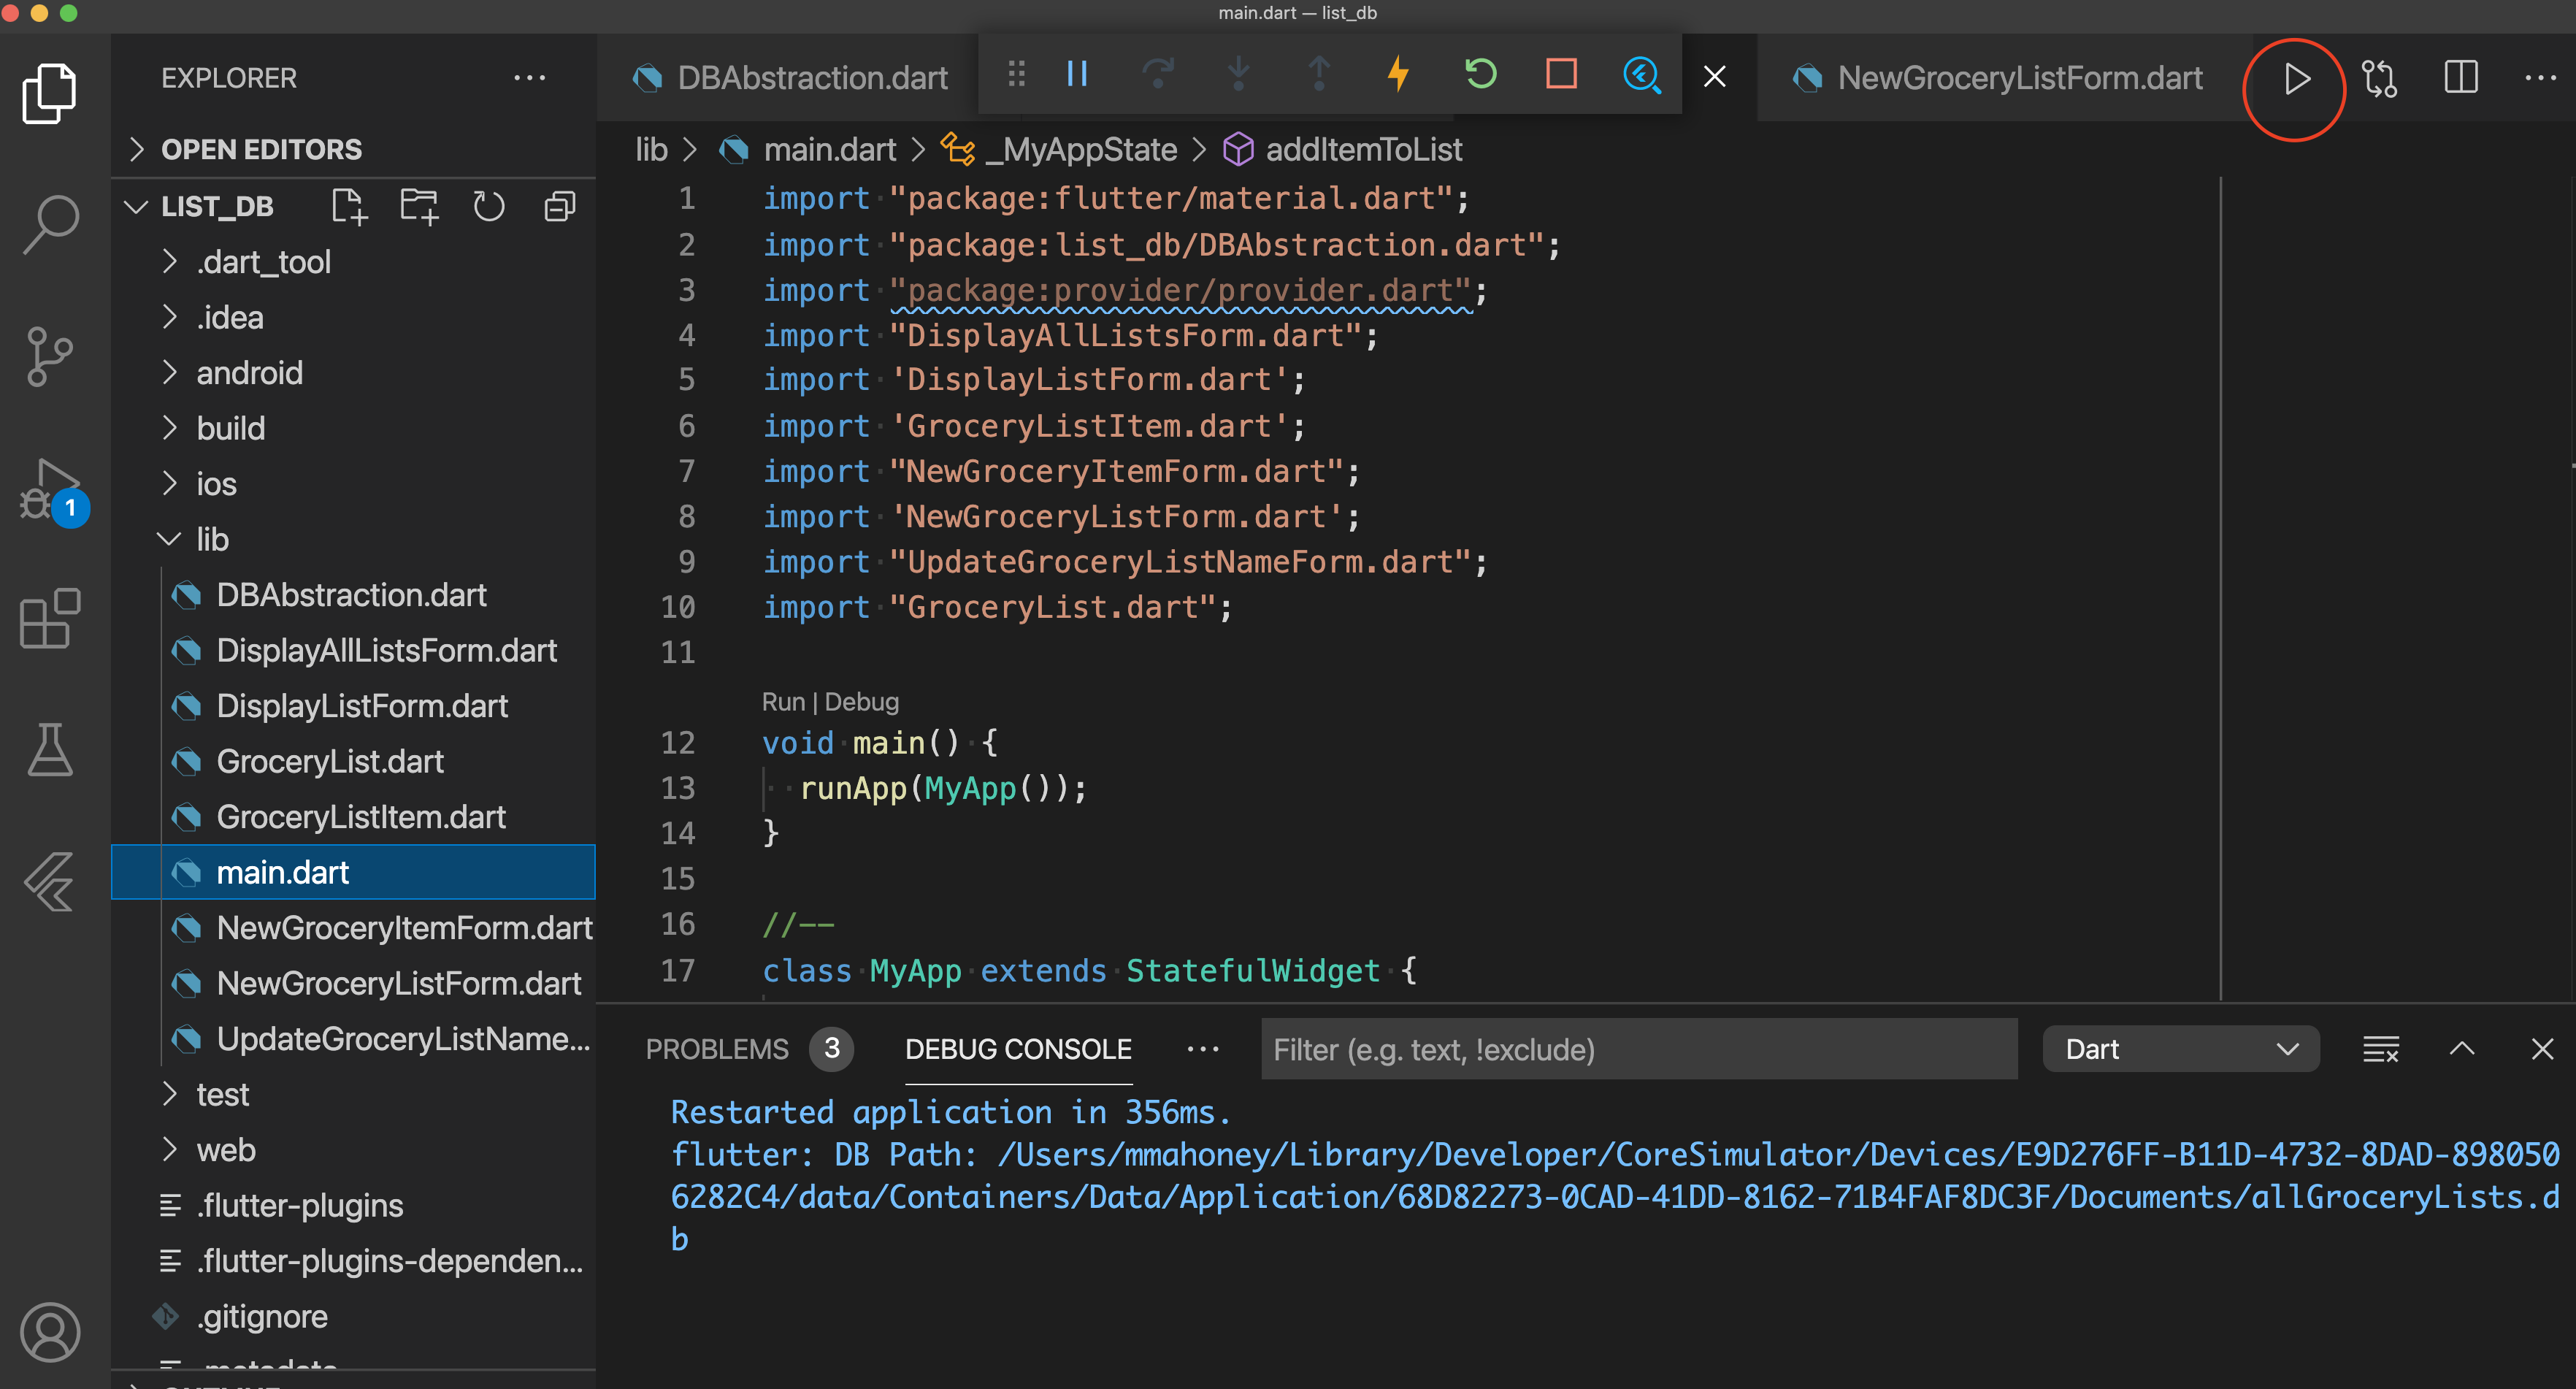 main.dart — list_db
EXPLORER
OPEN EDITORS
LIST_DB
.dart_tool
.idea
android
build
ios
lib
DBAbstraction.dart
DisplayAllListsForm.dart
DisplayListForm.dart
GroceryList.dart
GroceryListItem.dart
main.dart
NewGroceryItemForm.dart
NewGroceryListForm.dart
UpdateGroceryListName...
test
web
.flutter-plugins
.flutter-plugins-dependen...
.gitignore
.metadata
OUTLINE
1
DBAbstraction.dart
NewGroceryListForm.dart
lib > main.dart > _MyAppState > addItemToList
1 import "package:flutter/material.dart";
2 import "package:list_db/DBAbstraction.dart";
3 import "package:provider/provider.dart";
4 import "DisplayAllListsForm.dart";
5 import 'DisplayListForm.dart';
6 import 'GroceryListItem.dart';
7 import "NewGroceryItemForm.dart";
8 import 'NewGroceryListForm.dart';
9 import "UpdateGroceryListNameForm.dart";
10 import "GroceryList.dart";
11
Run | Debug
12 void main() {
13 runApp(MyApp());
14 }
15
16 //--
17 class MyApp extends StatefulWidget {
PROBLEMS 3 DEBUG CONSOLE ... Filter (e.g. text, !exclude) Dart
Restarted application in 356ms.
flutter: DB Path: /Users/mmahoney/Library/Developer/CoreSimulator/Devices/E9D276FF-B11D-4732-8DAD-898050
6282C4/data/Containers/Data/Application/68D82273-0CAD-41DD-8162-71B4FAF8DC3F/Documents/allGroceryLists.d
b